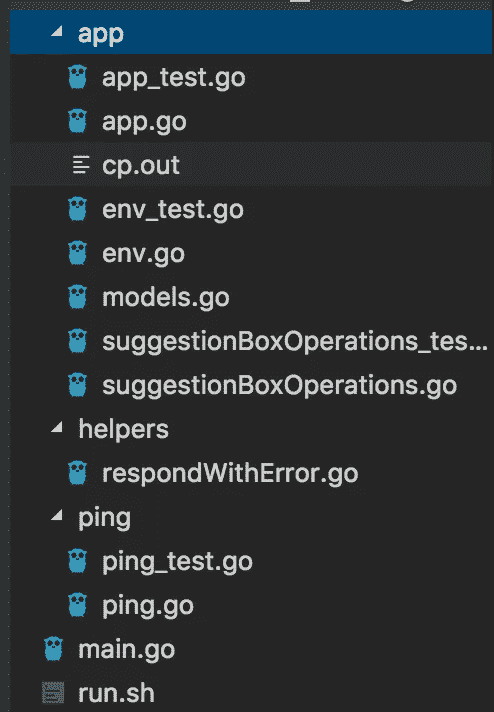 app
app_test.go
app.go
cp.out
env_test.go
env.go
models.go
suggestionBoxOperations_tes...
suggestionBoxOperations.go
helpers
respondWithError.go
ping
ping_test.go
ping.go
main.go
run.sh